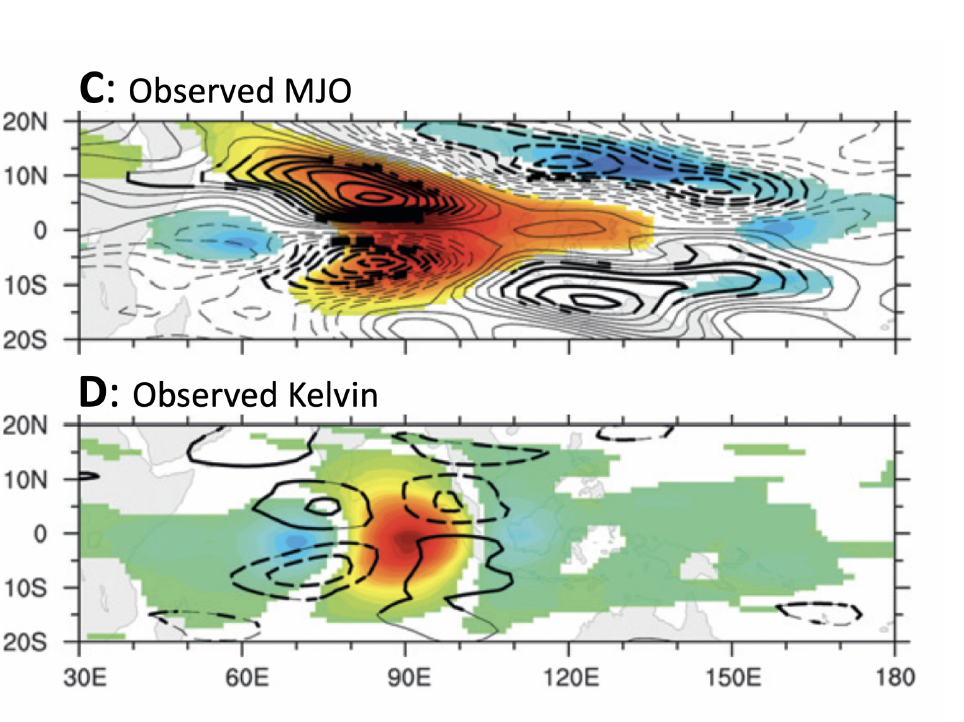 C: Observed MJO
20N
10N
0
10S
20S
D: Observed Kelvin
20N
10N
0
10S
20S
30E 60E 90E 120E 150E 180